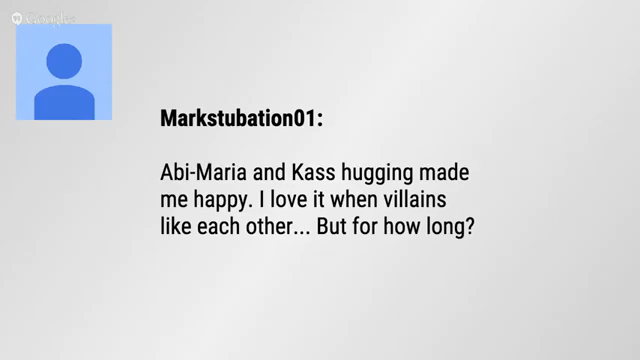 Google+
Markstubation01:
Abi-Maria and Kass hugging made
me happy. I love it when villains
like each other... But for how long?